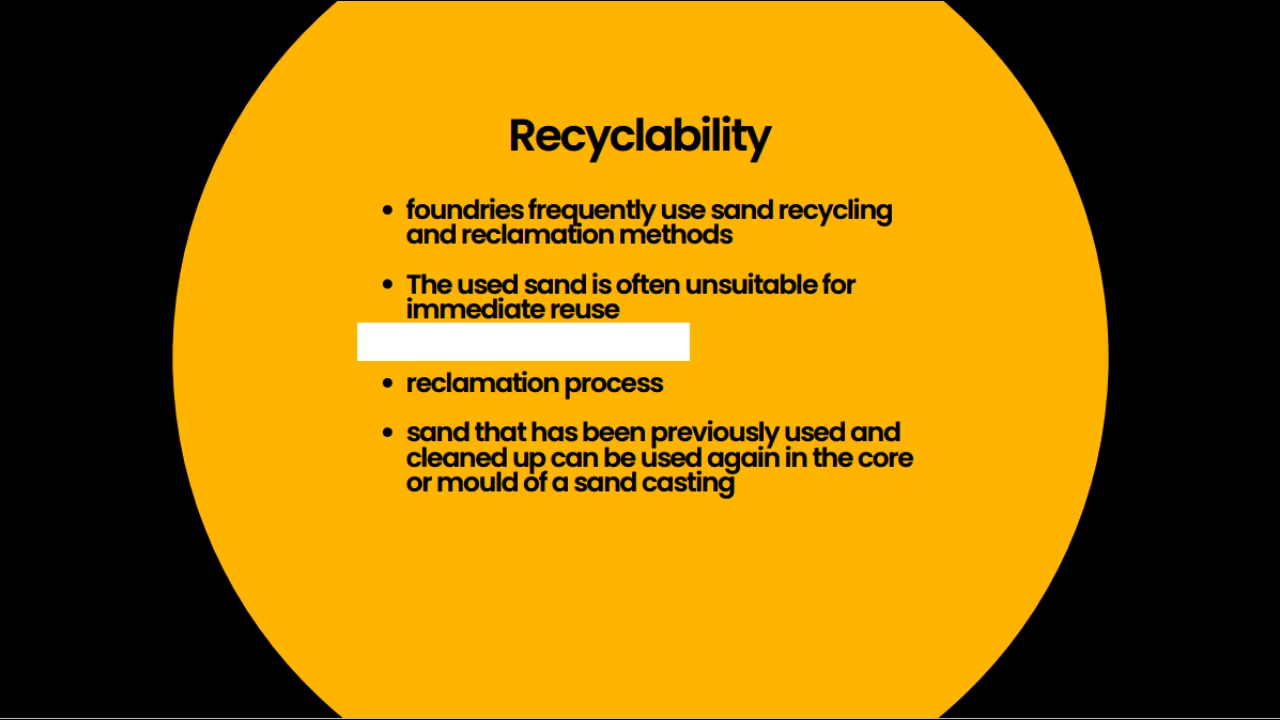 Recyclability
• foundries frequently use sand recycling
and reclamation methods
• The used sand is often unsuitable for
immediate reuse
• reclamation process
• sand that has been previously used and
cleaned up can be used again in the core
or mould of a sand casting